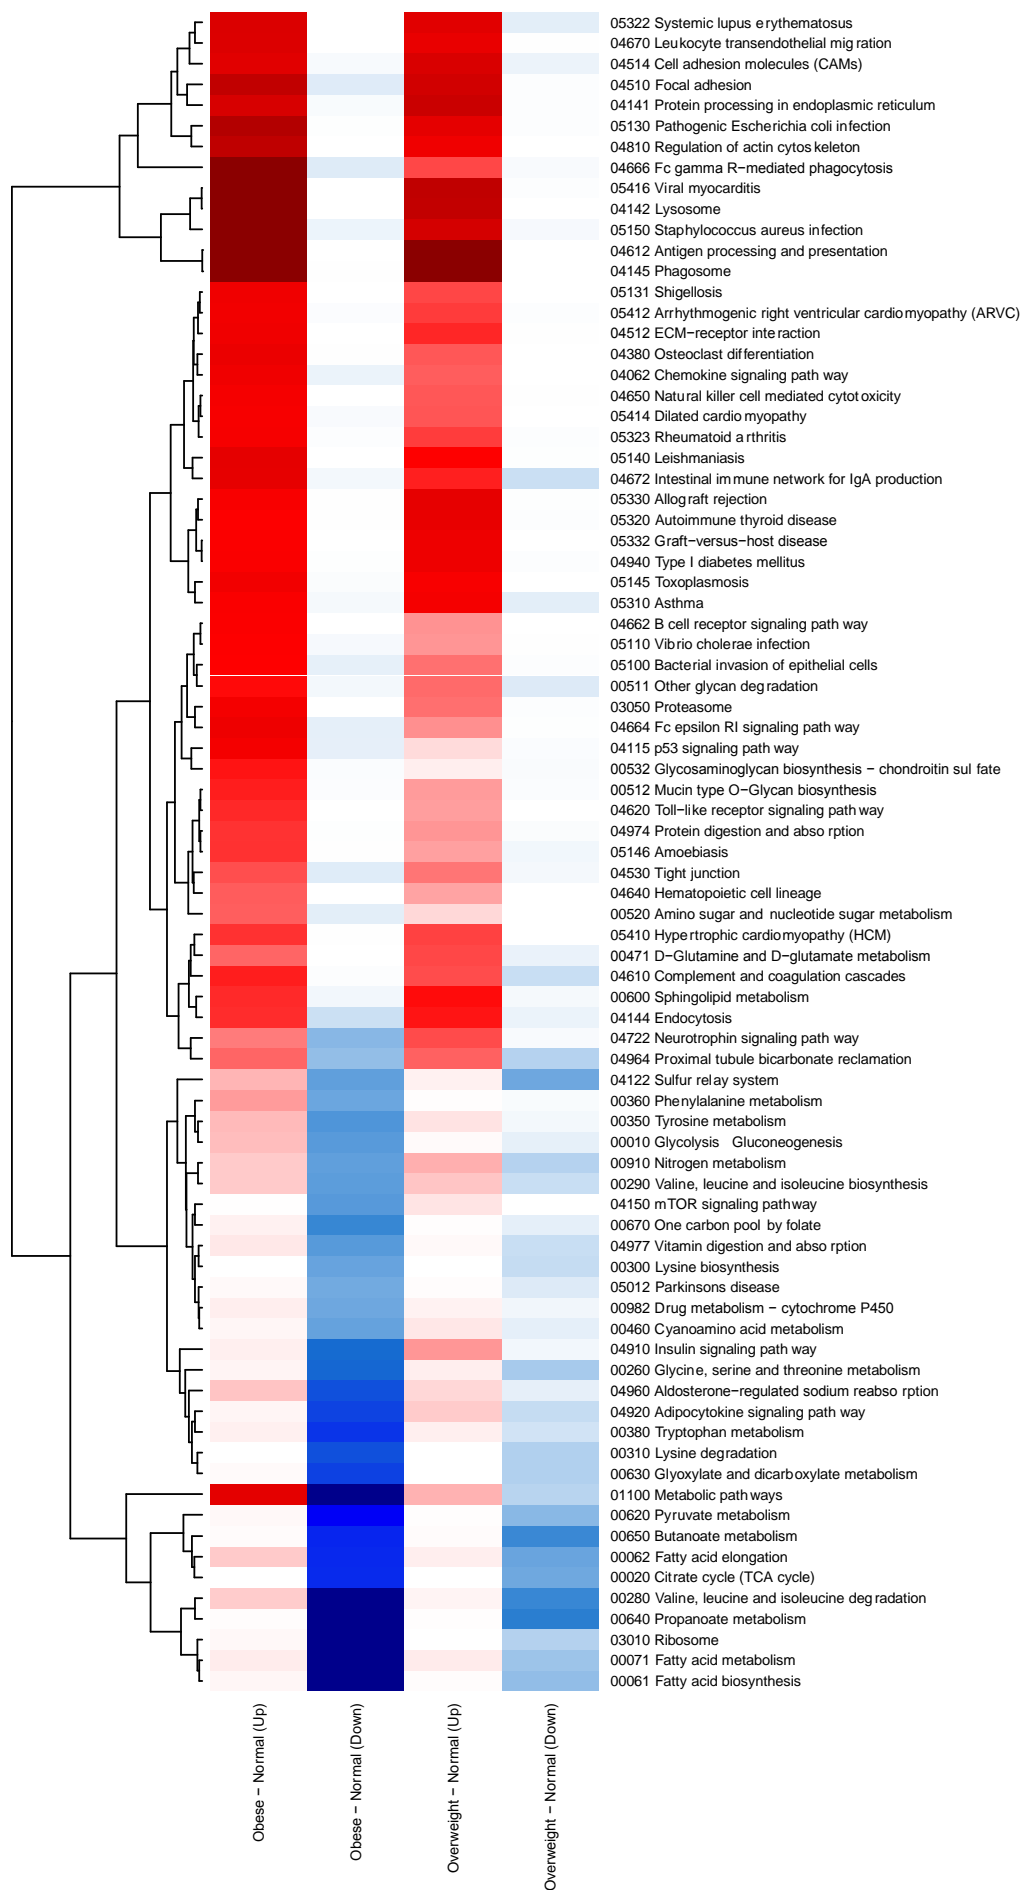 05322 Systemic lupus erythematosus
04670 Leukocyte transendothelial migration
04514 Cell adhesion molecules (CAMs)
04510 Focal adhesion
04141 Protein processing in endoplasmic reticulum
05130 Pathogenic Escherichia coli infection
04810 Regulation of actin cytoskeleton
04666 Fc gamma R−mediated phagocytosis
05416 Viral myocarditis
04142 Lysosome
05150 Staphylococcus aureus infection
04612 Antigen processing and presentation
04145 Phagosome
05131 Shigellosis
05412 Arrhythmogenic right ventricular cardiomyopathy (ARVC)
04512 ECM−receptor interaction
04380 Osteoclast differentiation
04062 Chemokine signaling pathway
04650 Natural killer cell mediated cytotoxicity
05414 Dilated cardiomyopathy
05323 Rheumatoid arthritis
05140 Leishmaniasis
04672 Intestinal immune network for IgA production
05330 Allograft rejection
05320 Autoimmune thyroid disease
05332 Graft−versus−host disease
04940 Type I diabetes mellitus
05145 Toxoplasmosis
05310 Asthma
04662 B cell receptor signaling pathway
05110 Vibrio cholerae infection
05100 Bacterial invasion of epithelial cells
00511 Other glycan degradation
03050 Proteasome
04664 Fc epsilon RI signaling pathway
04115 p53 signaling pathway
00532 Glycosaminoglycan biosynthesis − chondroitin sulfate
00512 Mucin type O−Glycan biosynthesis
04620 Toll−like receptor signaling pathway
04974 Protein digestion and absorption
05146 Amoebiasis
04530 Tight junction
04640 Hematopoietic cell lineage
00520 Amino sugar and nucleotide sugar metabolism
05410 Hypertrophic cardiomyopathy (HCM)
00471 D−Glutamine and D−glutamate metabolism
04610 Complement and coagulation cascades
00600 Sphingolipid metabolism
04144 Endocytosis
04722 Neurotrophin signaling pathway
04964 Proximal tubule bicarbonate reclamation
04122 Sulfur relay system
00360 Phenylalanine metabolism
00350 Tyrosine metabolism
00010 Glycolysis Gluconeogenesis
00910 Nitrogen metabolism
00290 Valine, leucine and isoleucine biosynthesis
04150 mTOR signaling pathway
00670 One carbon pool by folate
04977 Vitamin digestion and absorption
00300 Lysine biosynthesis
05012 Parkinsons disease
00982 Drug metabolism − cytochrome P450
00460 Cyanoamino acid metabolism
04910 Insulin signaling pathway
00260 Glycine, serine and threonine metabolism
04960 Aldosterone−regulated sodium reabsorption
04920 Adipocytokine signaling pathway
00380 Tryptophan metabolism
00310 Lysine degradation
00630 Glyoxylate and dicarboxylate metabolism
01100 Metabolic pathways
00620 Pyruvate metabolism
00650 Butanoate metabolism
00062 Fatty acid elongation
00020 Citrate cycle (TCA cycle)
00280 Valine, leucine and isoleucine degradation
00640 Propanoate metabolism
03010 Ribosome
00071 Fatty acid metabolism
00061 Fatty acid biosynthesis
Obese − Normal (Up)
Obese − Normal (Down)
Overweight − Normal (Up)
Overweight − Normal (Down)